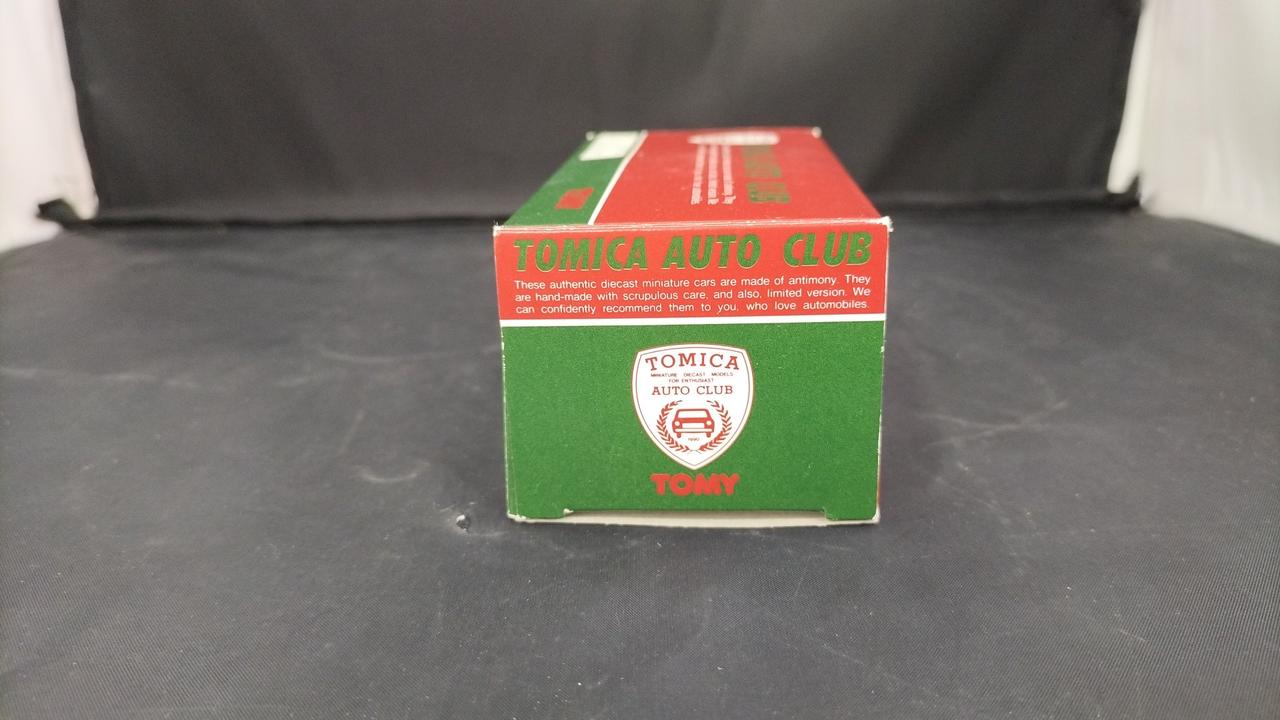 TOMICA AUTO CLUB
These authentic diecast miniature cars are made of antimony. They
are hand-made with scrupulous care, and also, limited version. We
can confidently recommend them to you, who love automobiles.
TOMICA
MINIATURE DIECAST MODELS
FOR ENTHUSIAST
AUTO CLUB
1990
TOMY